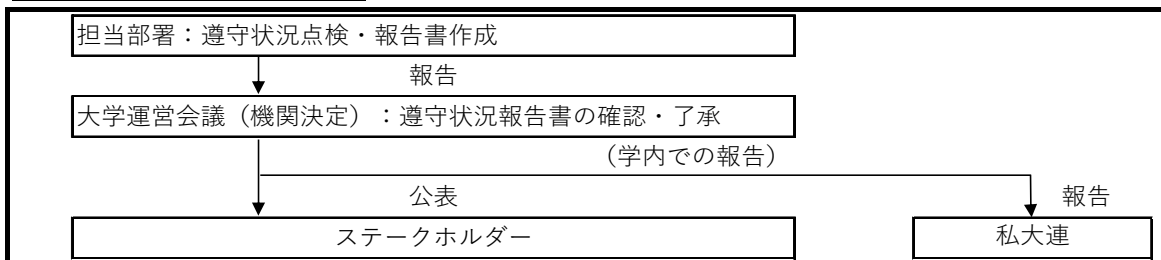 担当部署：遵守状況点検・報告書作成
報告
大学運営会議（機関決定）：遵守状況報告書の確認・了承
（学内での報告）
公表
報告
ステークホルダー
私大連